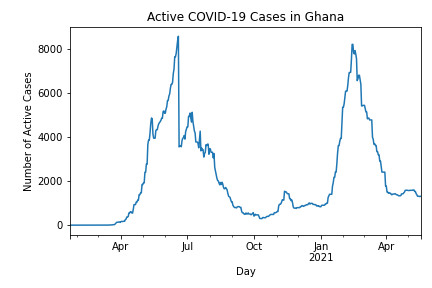 Active COVID-19 Cases in Ghana
Number of Active Cases
8000
6000
4000
2000
0
Apr Jul Oct Jan Apr
2021
Day